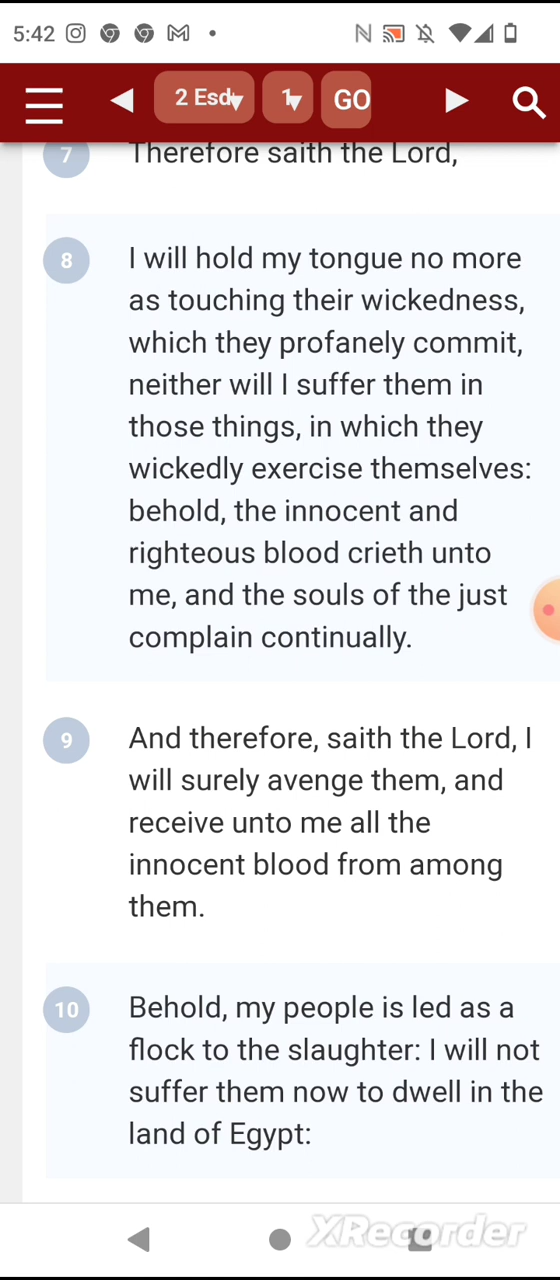 5:42
2 Esd
1
GO
7
Therefore saith the Lord,
8
I will hold my tongue no more
as touching their wickedness,
which they profanely commit,
neither will I suffer them in
those things, in which they
wickedly exercise themselves:
behold, the innocent and
righteous blood crieth unto
me, and the souls of the just
complain continually.
9
And therefore, saith the Lord, I
will surely avenge them, and
receive unto me all the
innocent blood from among
them.
10
Behold, my people is led as a
flock to the slaughter: I will not
suffer them now to dwell in the
land of Egypt:
XRecorder